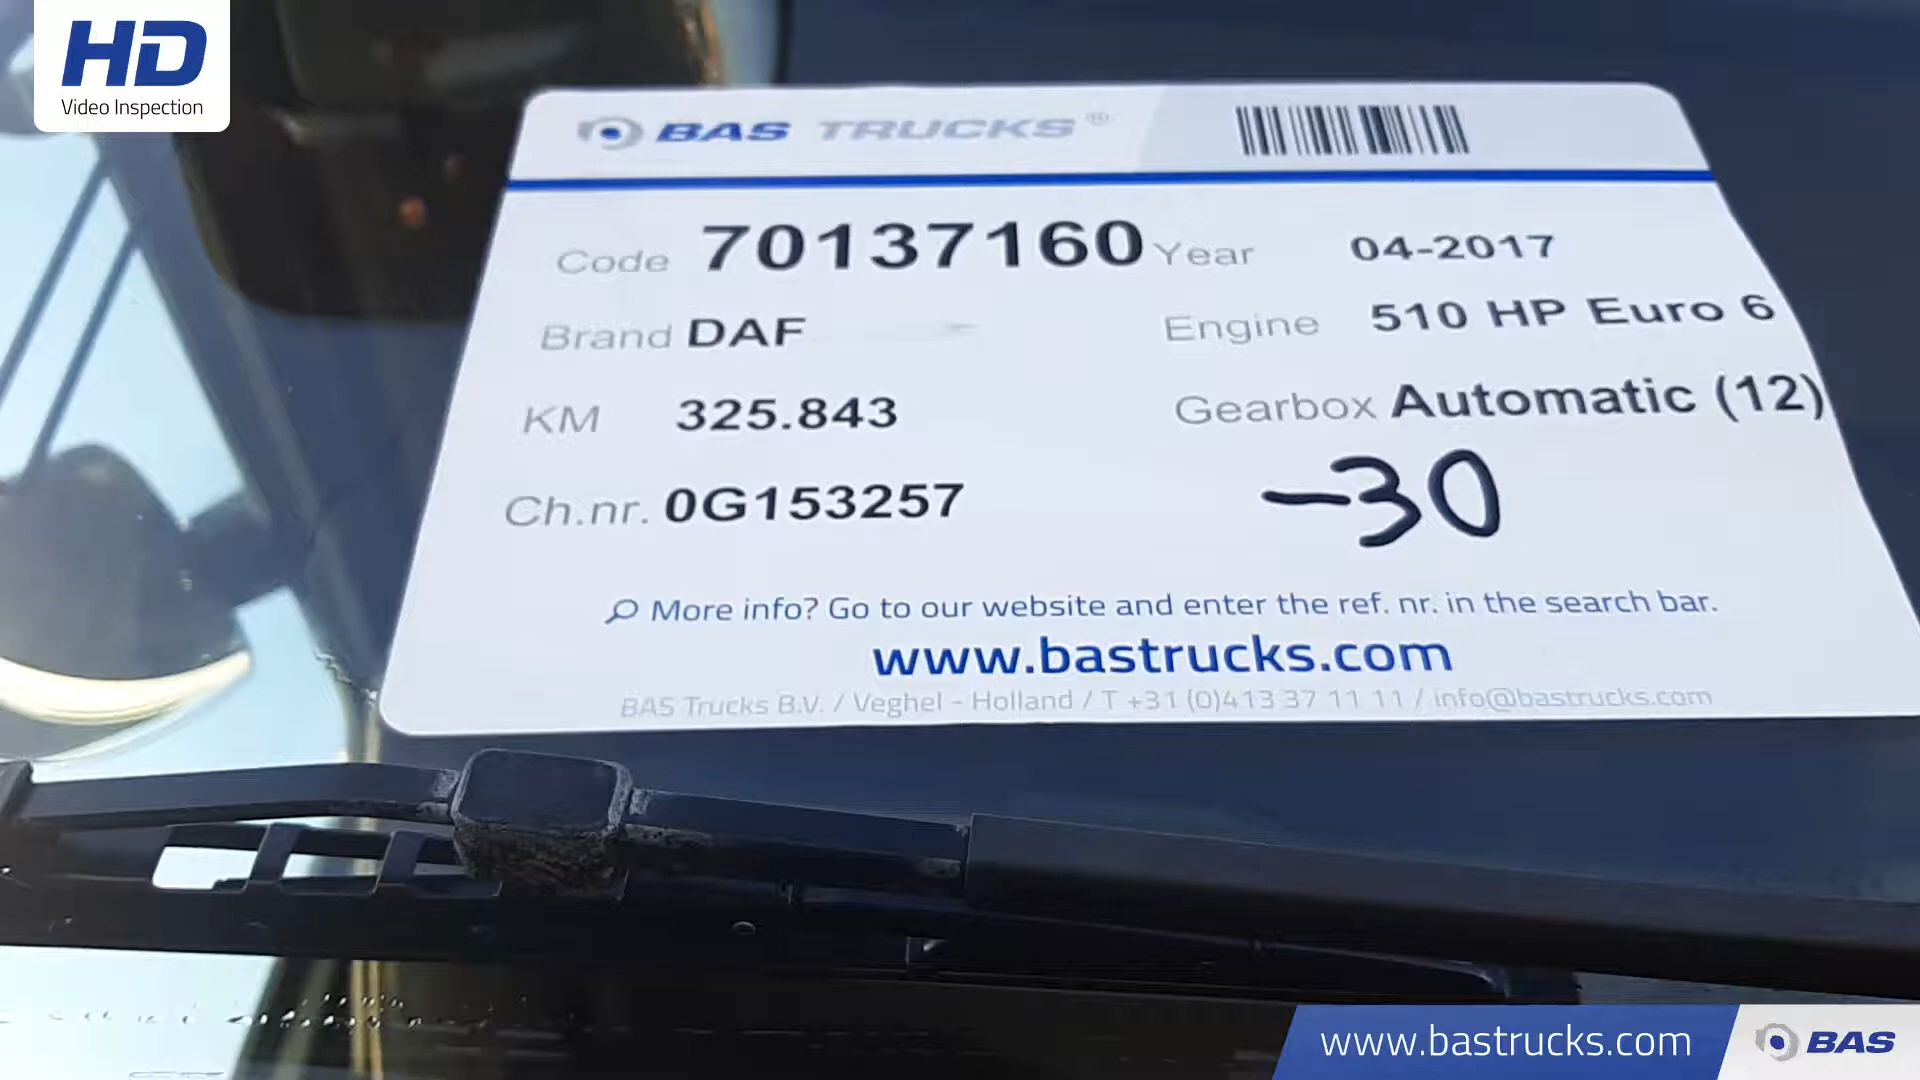 HD
Video Inspection
BAS TRUCKS®
Code 70137160 Year 04-2017
Brand DAF Engine 510 HP Euro 6
KM 325.843 Gearbox Automatic (12)
Ch.nr. 0G153257 -30
More info? Go to our website and enter the ref. nr. in the search bar.
www.bastrucks.com
BAS Trucks B.V. / Veghel - Holland / T +31 (0)413 37 11 11 / info@bastrucks.com
www.bastrucks.com BAS